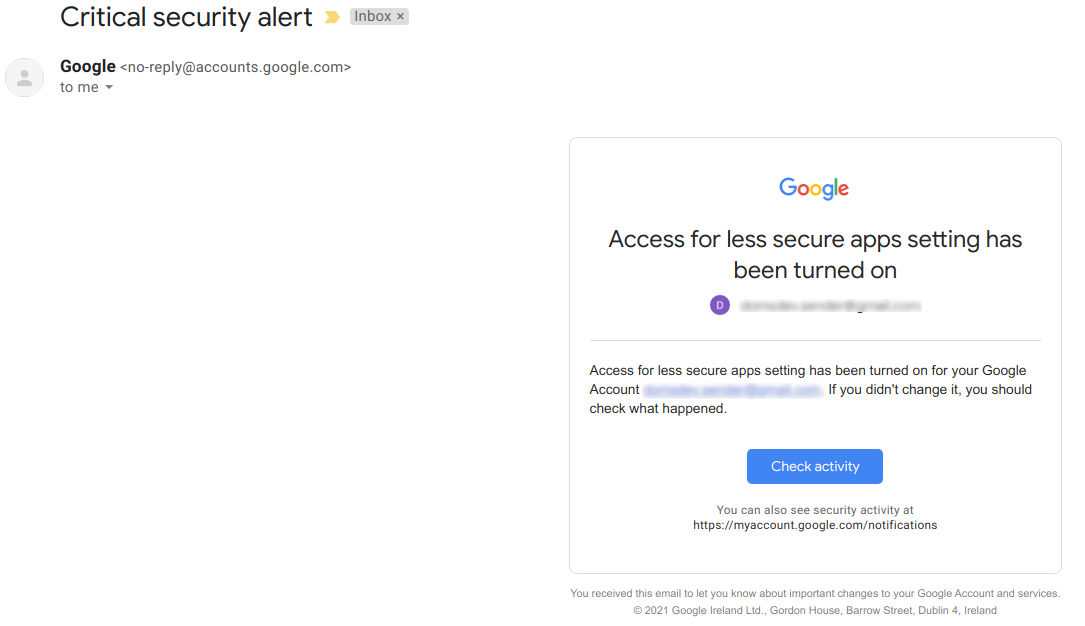 Critical security alert
Inbox ×
Google <no-reply@accounts.google.com>
to me
Google
Access for less secure apps setting has
been turned on
D
Access for less secure apps setting has been turned on for your Google
Account If you didn't change it, you should
check what happened.
Check activity
You can also see security activity at
https://myaccount.google.com/notifications
You received this email to let you know about important changes to your Google Account and services.
© 2021 Google Ireland Ltd., Gordon House, Barrow Street, Dublin 4, Ireland